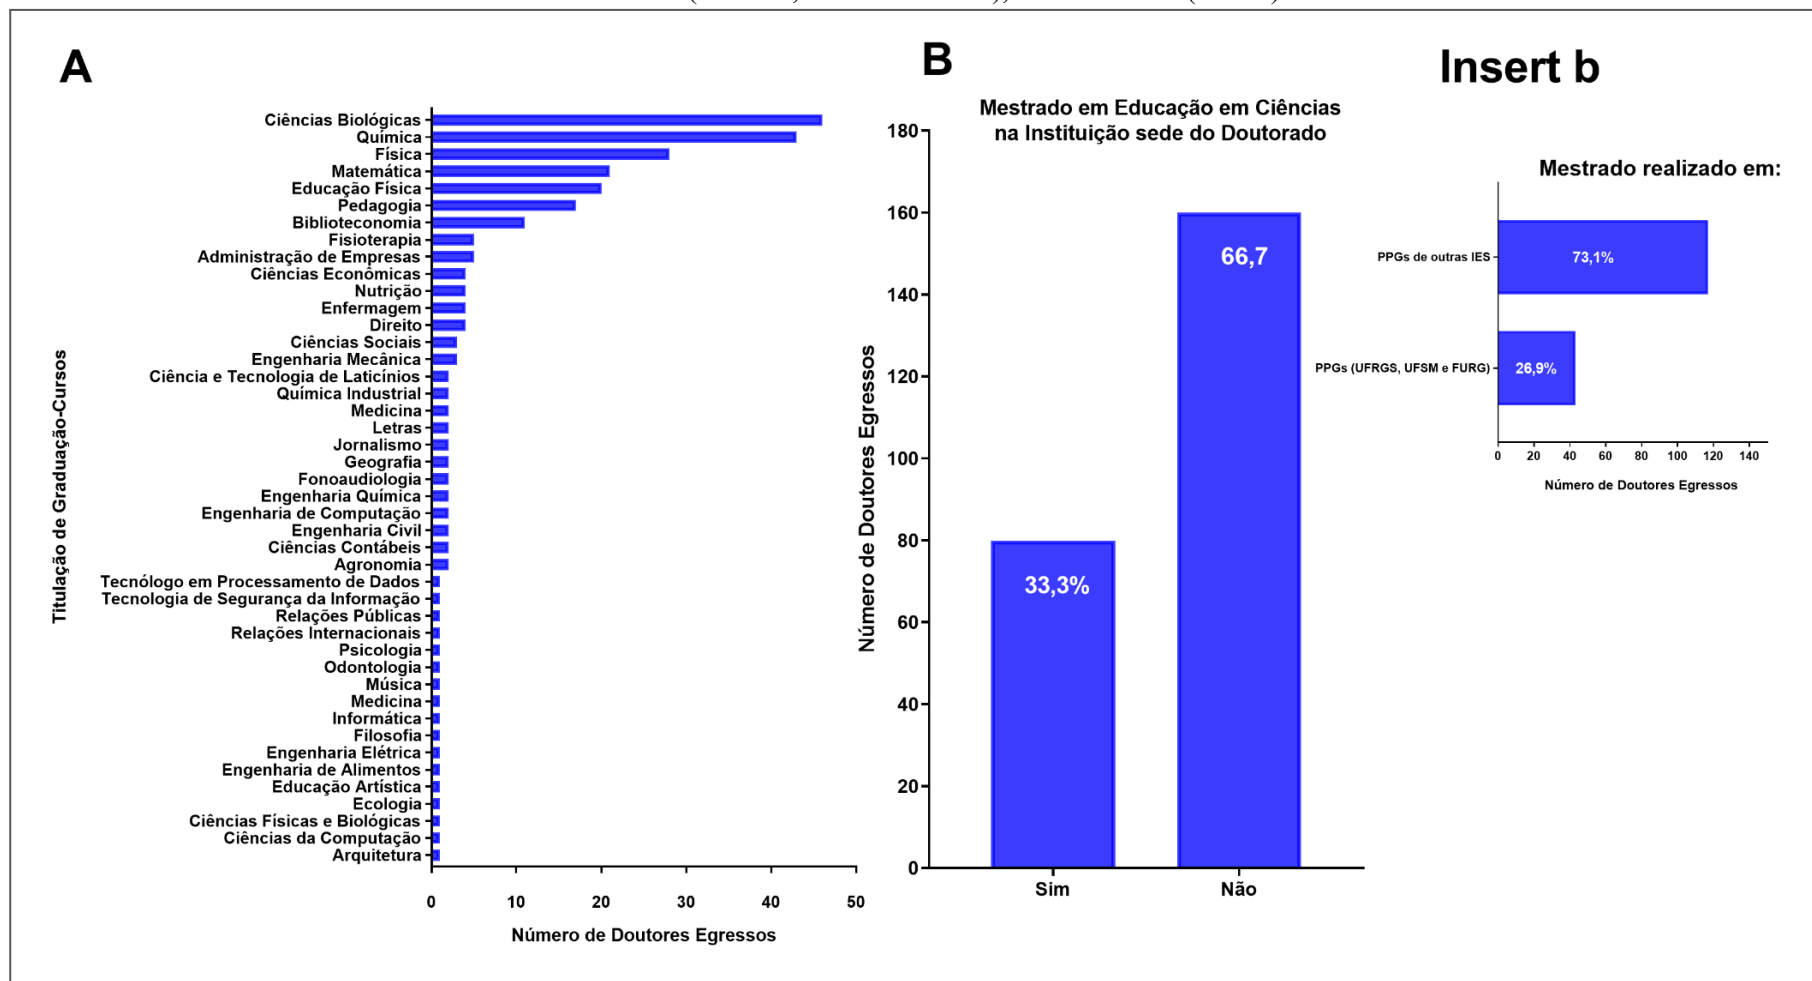 A
Ciências Biológicas
Química
Física
Matemática
Educação Física
Pedagogia
Biblioteconomia
Fisioterapia
Administração de Empresas
Ciências Econômicas
Nutrição
Enfermagem
Direito
Ciências Sociais
Engenharia Mecânica
Ciência e Tecnologia de Laticínios
Química Industrial
Medicina
Letras
Jornalismo
Geografia
Fonoaudiologia
Engenharia Química
Engenharia de Computação
Engenharia Civil
Ciências Contábeis
Agronomia
Tecnólogo em Processamento de Dados
Tecnologia de Segurança da Informação
Relações Públicas
Relações Internacionais
Psicologia
Odontologia
Música
Medicina
Informática
Filosofia
Engenharia Elétrica
Engenharia de Alimentos
Educação Artística
Ecologia
Ciências Físicas e Biológicas
Ciências da Computação
Arquitetura
Titulação de Graduação-Cursos
0 10 20 30 40 50
Número de Doutores Egressos
B
Mestrado em Educação em Ciências
na Instituição sede do Doutorado
Número de Doutores Egressos
180
160
140
120
100
80
60
40
20
0
33,3%
66,7
Sim Não
Insert b
Mestrado realizado em:
PPGs de outras IES
73,1%
PPGs (UFRGS, UFSM e FURG)
26,9%
0 20 40 60 80 100 120 140
Número de Doutores Egressos